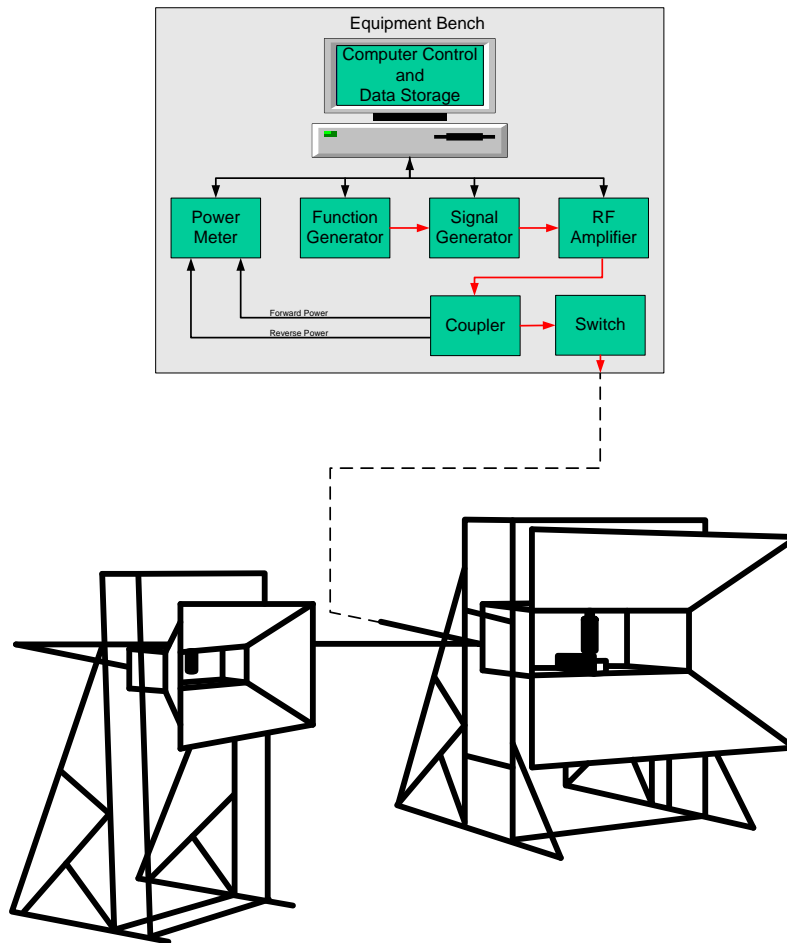 Equipment Bench
Computer Control
and
Data Storage
Power
Meter
Function
Generator
Signal
Generator
RF
Amplifier
Forward Power
Reverse Power
Coupler
Switch